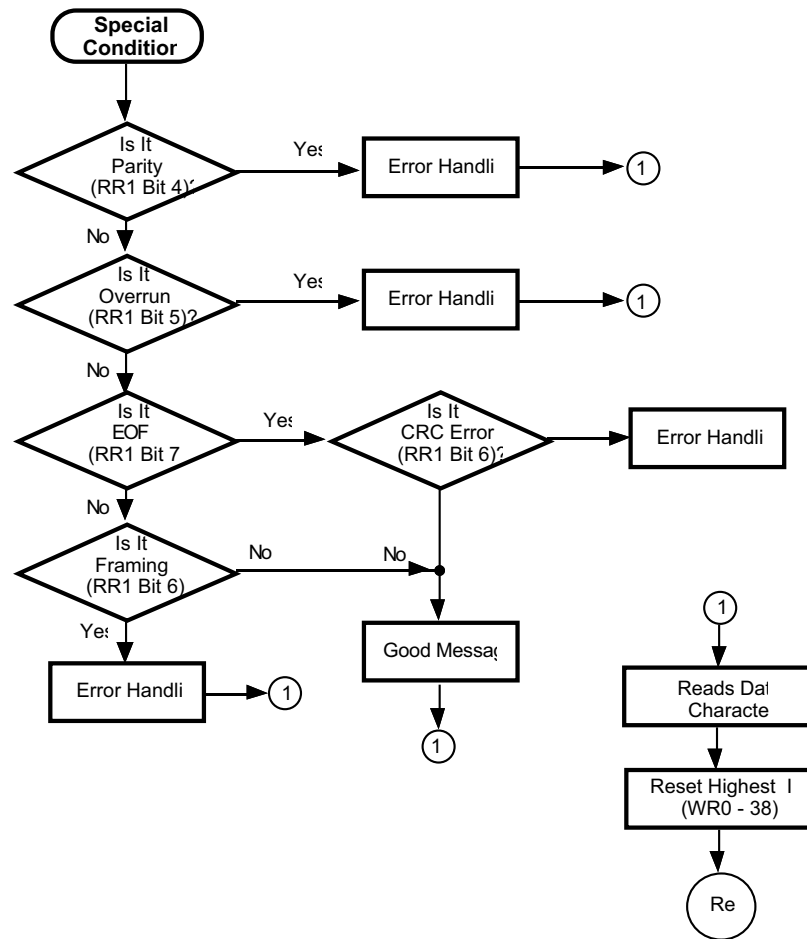 Special
Condition
Is It
Parity
(RR1 Bit 4)?
Yes
Error Handli
1
No
Is It
Overrun
(RR1 Bit 5)?
Yes
Error Handli
1
No
Is It
EOF
(RR1 Bit 7
Yes
Is It
CRC Error
(RR1 Bit 6)?
Error Handli
No
Is It
Framing
(RR1 Bit 6)
No
No
Yes
Good Messag
1
Error Handli
1
1
Reads Dat
Characte
Reset Highest I
(WR0 - 38)
Re